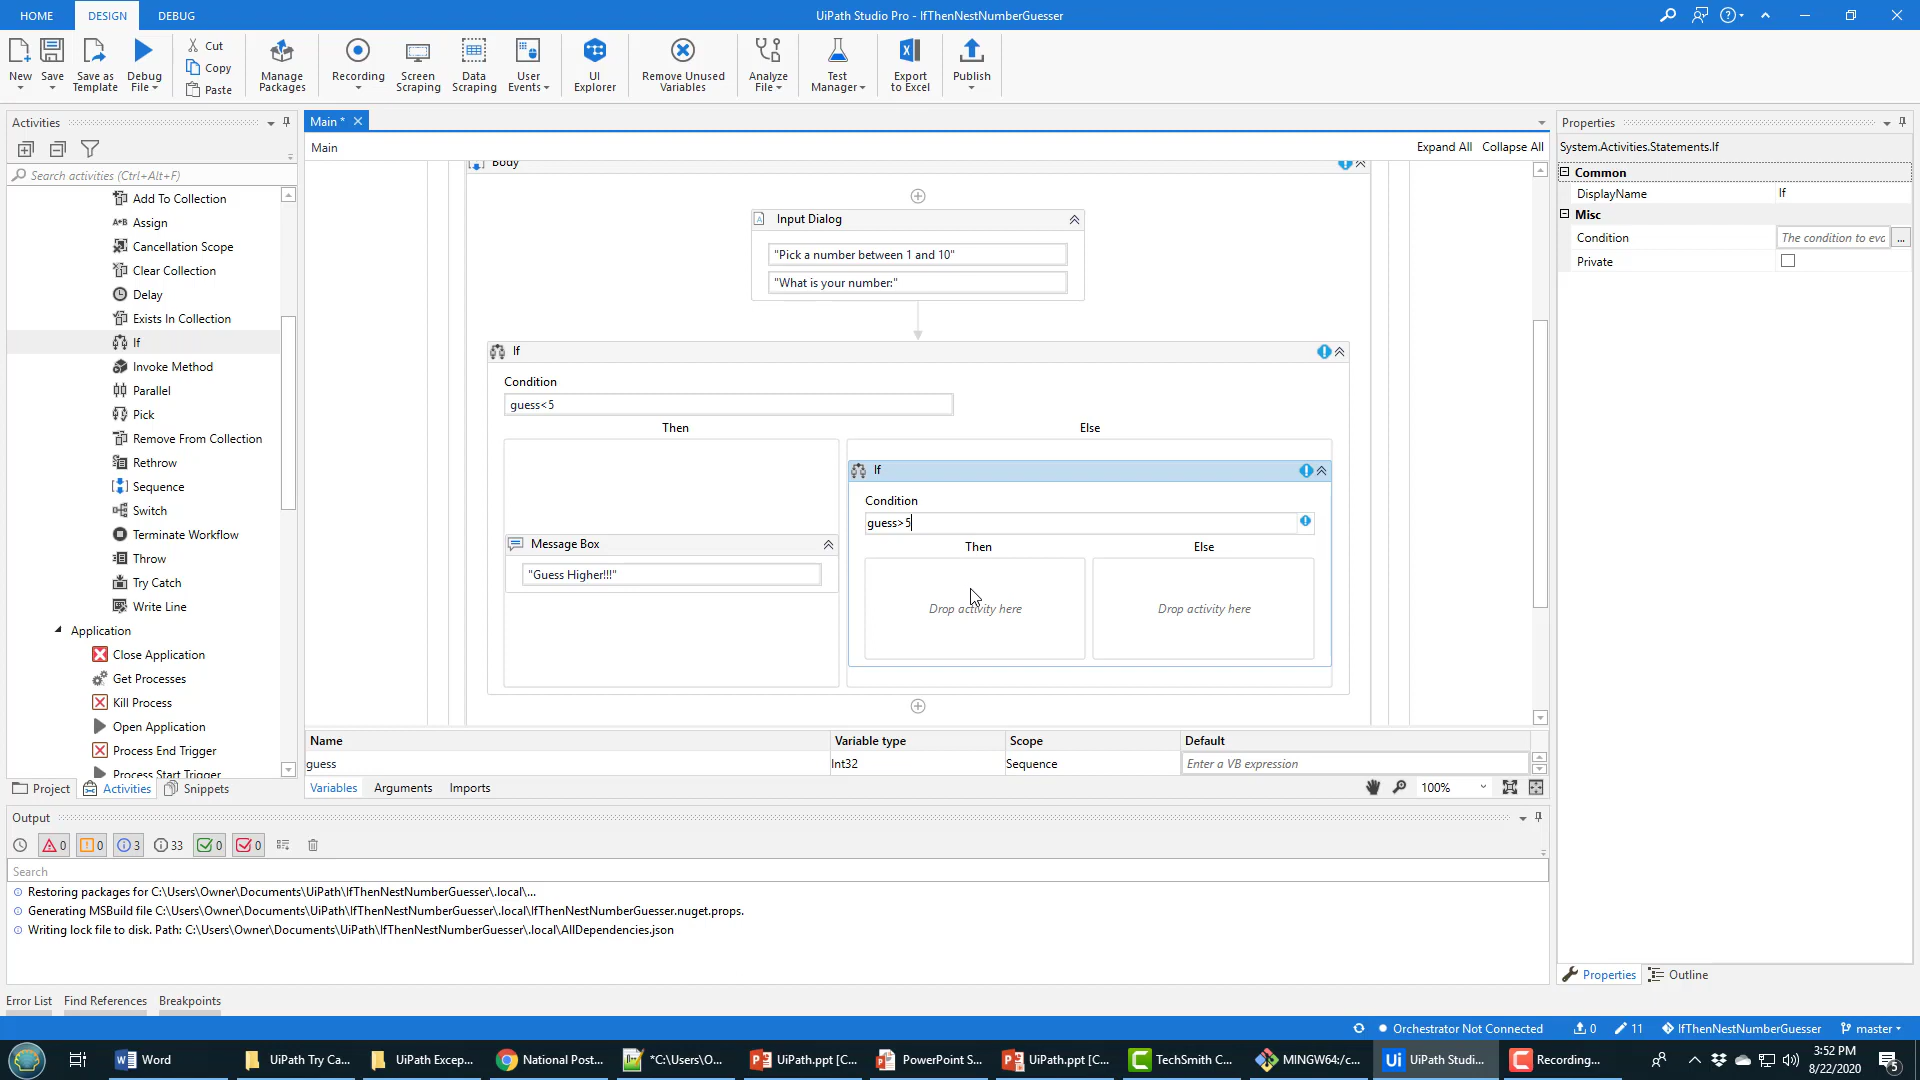 HOME
DESIGN
DEBUG
UiPath Studio Pro - IfThenNestNumberGuesser
New
Save
Save as Template
Debug File
Cut
Copy
Paste
Manage Packages
Recording
Screen Scraping
Data Scraping
User Events
UI Explorer
Remove Unused Variables
Analyze File
Test Manager
Export to Excel
Publish
Activities
Search activities (Ctrl+Alt+F)
Add To Collection
A+B Assign
Cancellation Scope
Clear Collection
Delay
Exists In Collection
If
Invoke Method
Parallel
Pick
Remove From Collection
Rethrow
Sequence
Switch
Terminate Workflow
Throw
Try Catch
Write Line
Application
Close Application
Get Processes
Kill Process
Open Application
Process End Trigger
Process Start Trigger
Project
Activities
Snippets
Main *
Main
Expand All
Collapse All
Body
Input Dialog
"Pick a number between 1 and 10"
"What is your number:"
If
Condition
guess<5
Then
Else
Message Box
"Guess Higher!!!"
If
Condition
guess>5
Then
Else
Drop activity here
Drop activity here
Name
Variable type
Scope
Default
guess
Int32
Sequence
Enter a VB expression
Variables
Arguments
Imports
100%
Properties
System.Activities.Statements.If
Common
DisplayName
If
Misc
Condition
The condition to eva
...
Private
Properties
Outline
Output
0
0
3
33
0
0
Search
Restoring packages for C:\Users\Owner\Documents\UiPath\IfThenNestNumberGuesser\.local\...
Generating MSBuild file C:\Users\Owner\Documents\UiPath\IfThenNestNumberGuesser\.local\IfThenNestNumberGuesser.nuget.props.
Writing lock file to disk. Path: C:\Users\Owner\Documents\UiPath\IfThenNestNumberGuesser\.local\AllDependencies.json
Error List
Find References
Breakpoints
Orchestrator Not Connected
0
11
IfThenNestNumberGuesser
master
Word
UiPath Try Ca...
UiPath Excep...
National Post...
*C:\Users\O...
UiPath.ppt [C...
PowerPoint S...
UiPath.ppt [C...
TechSmith C...
MINGW64:/c...
UiPath Studi...
Recording...
3:52 PM
8/22/2020
5